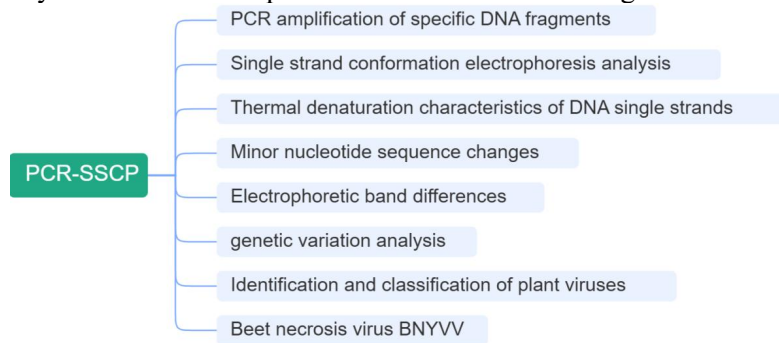 PCR amplification of specific DNA fragments
Single strand conformation electrophoresis analysis
Thermal denaturation characteristics of DNA single strands
Minor nucleotide sequence changes
PCR-SSCP
Electrophoretic band differences
genetic variation analysis
Identification and classification of plant viruses
Beet necrosis virus BNYVV